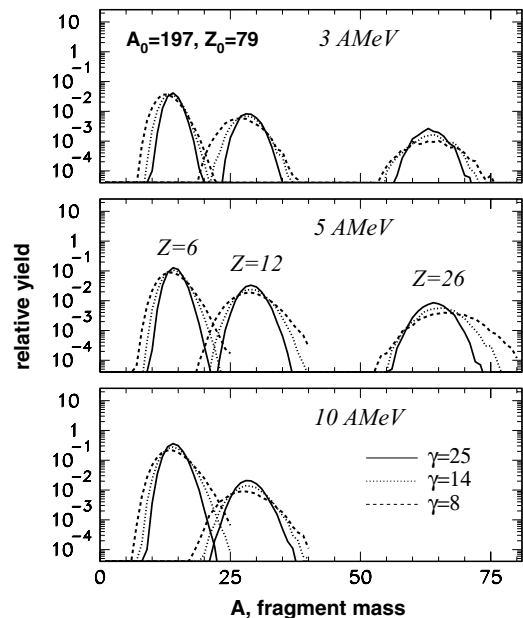 A₀=197, Z₀=79
3 AMeV
10
1
10⁻¹
10⁻²
10⁻³
10⁻⁴
5 AMeV
Z=6
Z=12
Z=26
10
1
10⁻¹
10⁻²
10⁻³
10⁻⁴
relative yield
10 AMeV
10
1
10⁻¹
10⁻²
10⁻³
10⁻⁴
10⁻⁵
γ=25
γ=14
γ=8
0 25 50 75
A, fragment mass